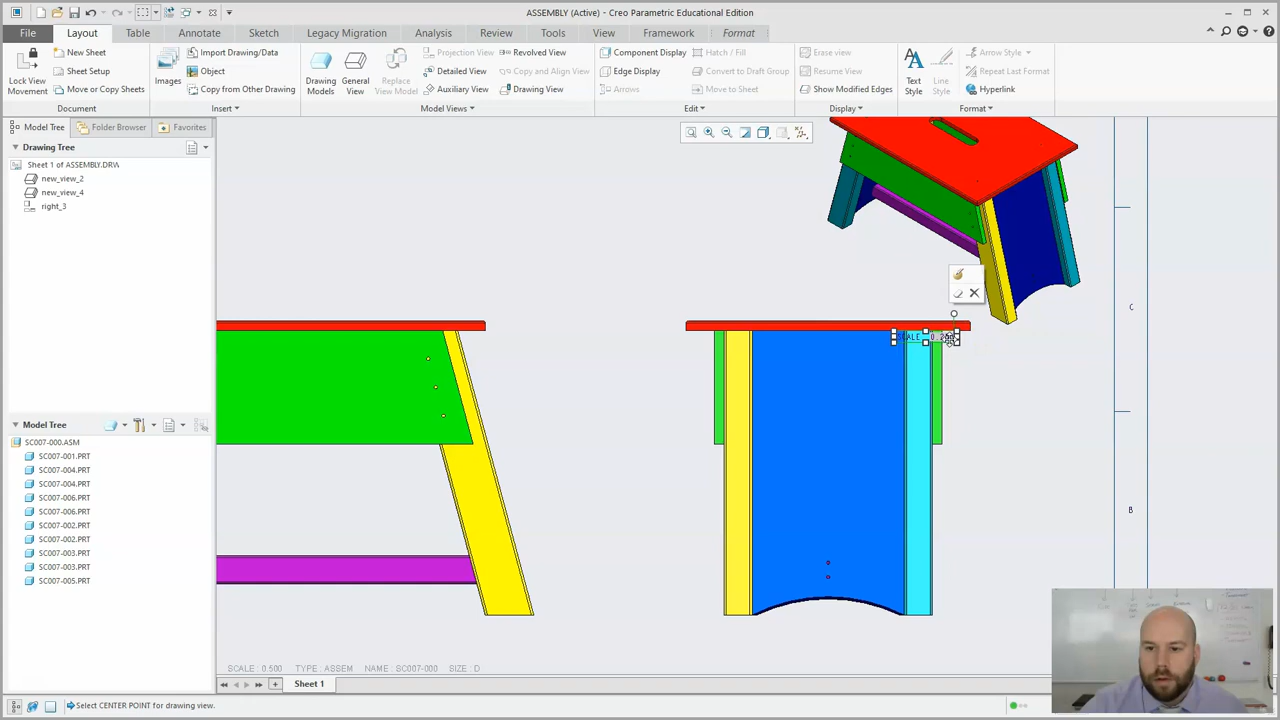 ASSEMBLY (Active) - Creo Parametric Educational Edition
File Layout Table Annotate Sketch Legacy Migration Analysis Review Tools View Framework Format
New Sheet Import Drawing/Data Projection View Revolved View Component Display Hatch / Fill Erase view Arrow Style
Sheet Setup Object Detailed View Copy and Align View Edge Display Convert to Draft Group Resume View Repeat Last Format
Lock View Movement Move or Copy Sheets Images Copy from Other Drawing Drawing Models General View Replace View Model Auxiliary View Drawing View Arrows Move to Sheet Show Modified Edges Text Style Line Style Hyperlink
Document Insert Model Views Edit Display Format
Model Tree Folder Browser Favorites
Drawing Tree
Sheet 1 of ASSEMBLY.DRW
new_view_2
new_view_4
right_3
C
SCALE
B
Model Tree
SC007-000.ASM
SC007-001.PRT
SC007-004.PRT
SC007-004.PRT
SC007-006.PRT
SC007-006.PRT
SC007-002.PRT
SC007-002.PRT
SC007-003.PRT
SC007-003.PRT
SC007-005.PRT
SCALE : 0.500 TYPE : ASSEM NAME : SC007-000 SIZE : D
Sheet 1
Select CENTER POINT for drawing view.